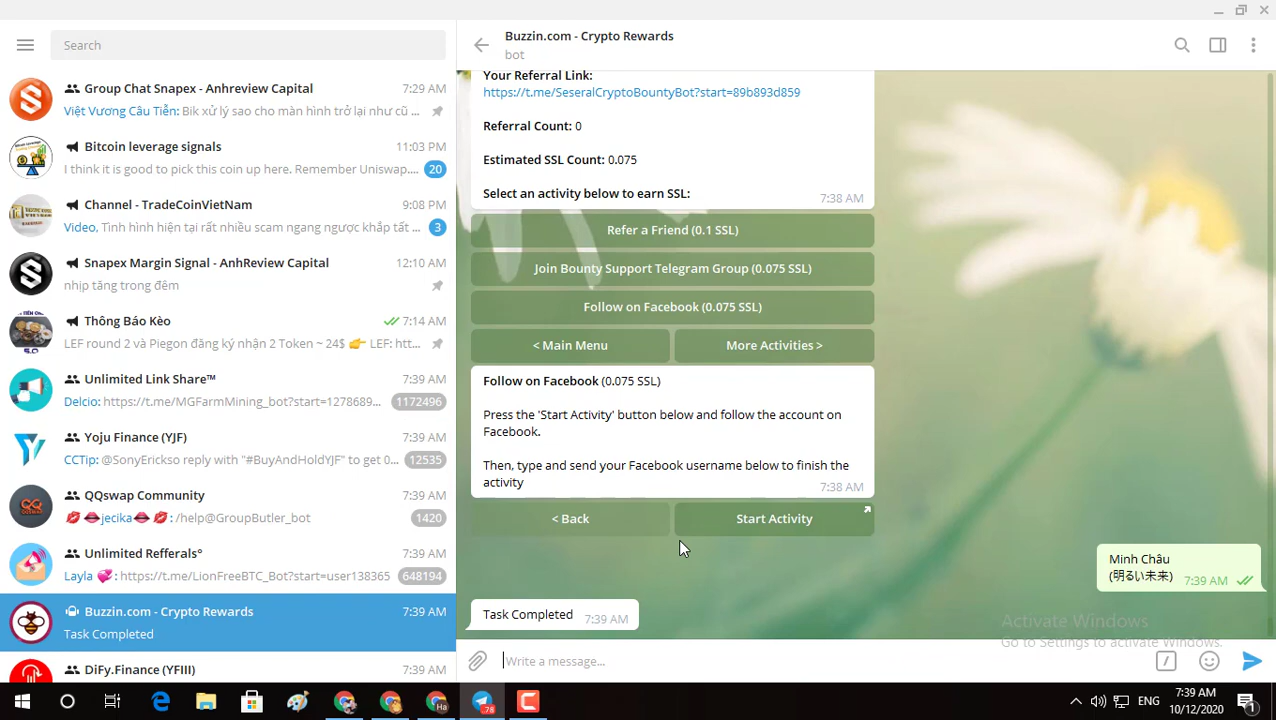 Search
Group Chat Snapex - Anhreview Capital
7:29 AM
Việt Vương Câu Tiễn: Bik xử lý sao cho màn hình trở lại như cũ ...
Bitcoin leverage signals
11:03 PM
I think it is good to pick this coin up here. Remember Uniswap....
20
Channel - TradeCoinVietNam
9:08 PM
Video, Tình hình hiện tại rất nhiều scam ngang ngược khắp tất ...
3
Snapex Margin Signal - AnhReview Capital
12:10 AM
nhịp tăng trong đêm
Thông Báo Kèo
7:14 AM
LEF round 2 và Piegon đăng ký nhận 2 Token ~ 24$ 👉 LEF: htt...
Unlimited Link Share™
7:39 AM
Delcio: https://t.me/MGFarmMining_bot?start=1278689...
1172496
Yoju Finance (YJF)
7:39 AM
CCTip: @SonyErickso reply with "#BuyAndHoldYJF" to get 0...
12535
QQswap Community
7:39 AM
💋👄jecika👄💋: /help@GroupButler_bot
1420
Unlimited Refferals°
7:39 AM
Layla 💞: https://t.me/LionFreeBTC_Bot?start=user138365
648194
Buzzin.com - Crypto Rewards
7:39 AM
Task Completed
DiFy.Finance (YFIII)
7:39 AM
Buzzin.com - Crypto Rewards
bot
Your Referral Link:
https://t.me/SeseralCryptoBountyBot?start=89b893d859
Referral Count: 0
Estimated SSL Count: 0.075
Select an activity below to earn SSL:
7:38 AM
Refer a Friend (0.1 SSL)
Join Bounty Support Telegram Group (0.075 SSL)
Follow on Facebook (0.075 SSL)
< Main Menu
More Activities >
Follow on Facebook (0.075 SSL)
Press the 'Start Activity' button below and follow the account on
Facebook.
Then, type and send your Facebook username below to finish the
activity
7:38 AM
< Back
Start Activity
Minh Châu
(明るい未来)
7:39 AM
Task Completed
7:39 AM
Activate Windows
Go to Settings to activate Windows.
Write a message...
.78
Ha
ENG
7:39 AM
10/12/2020
1